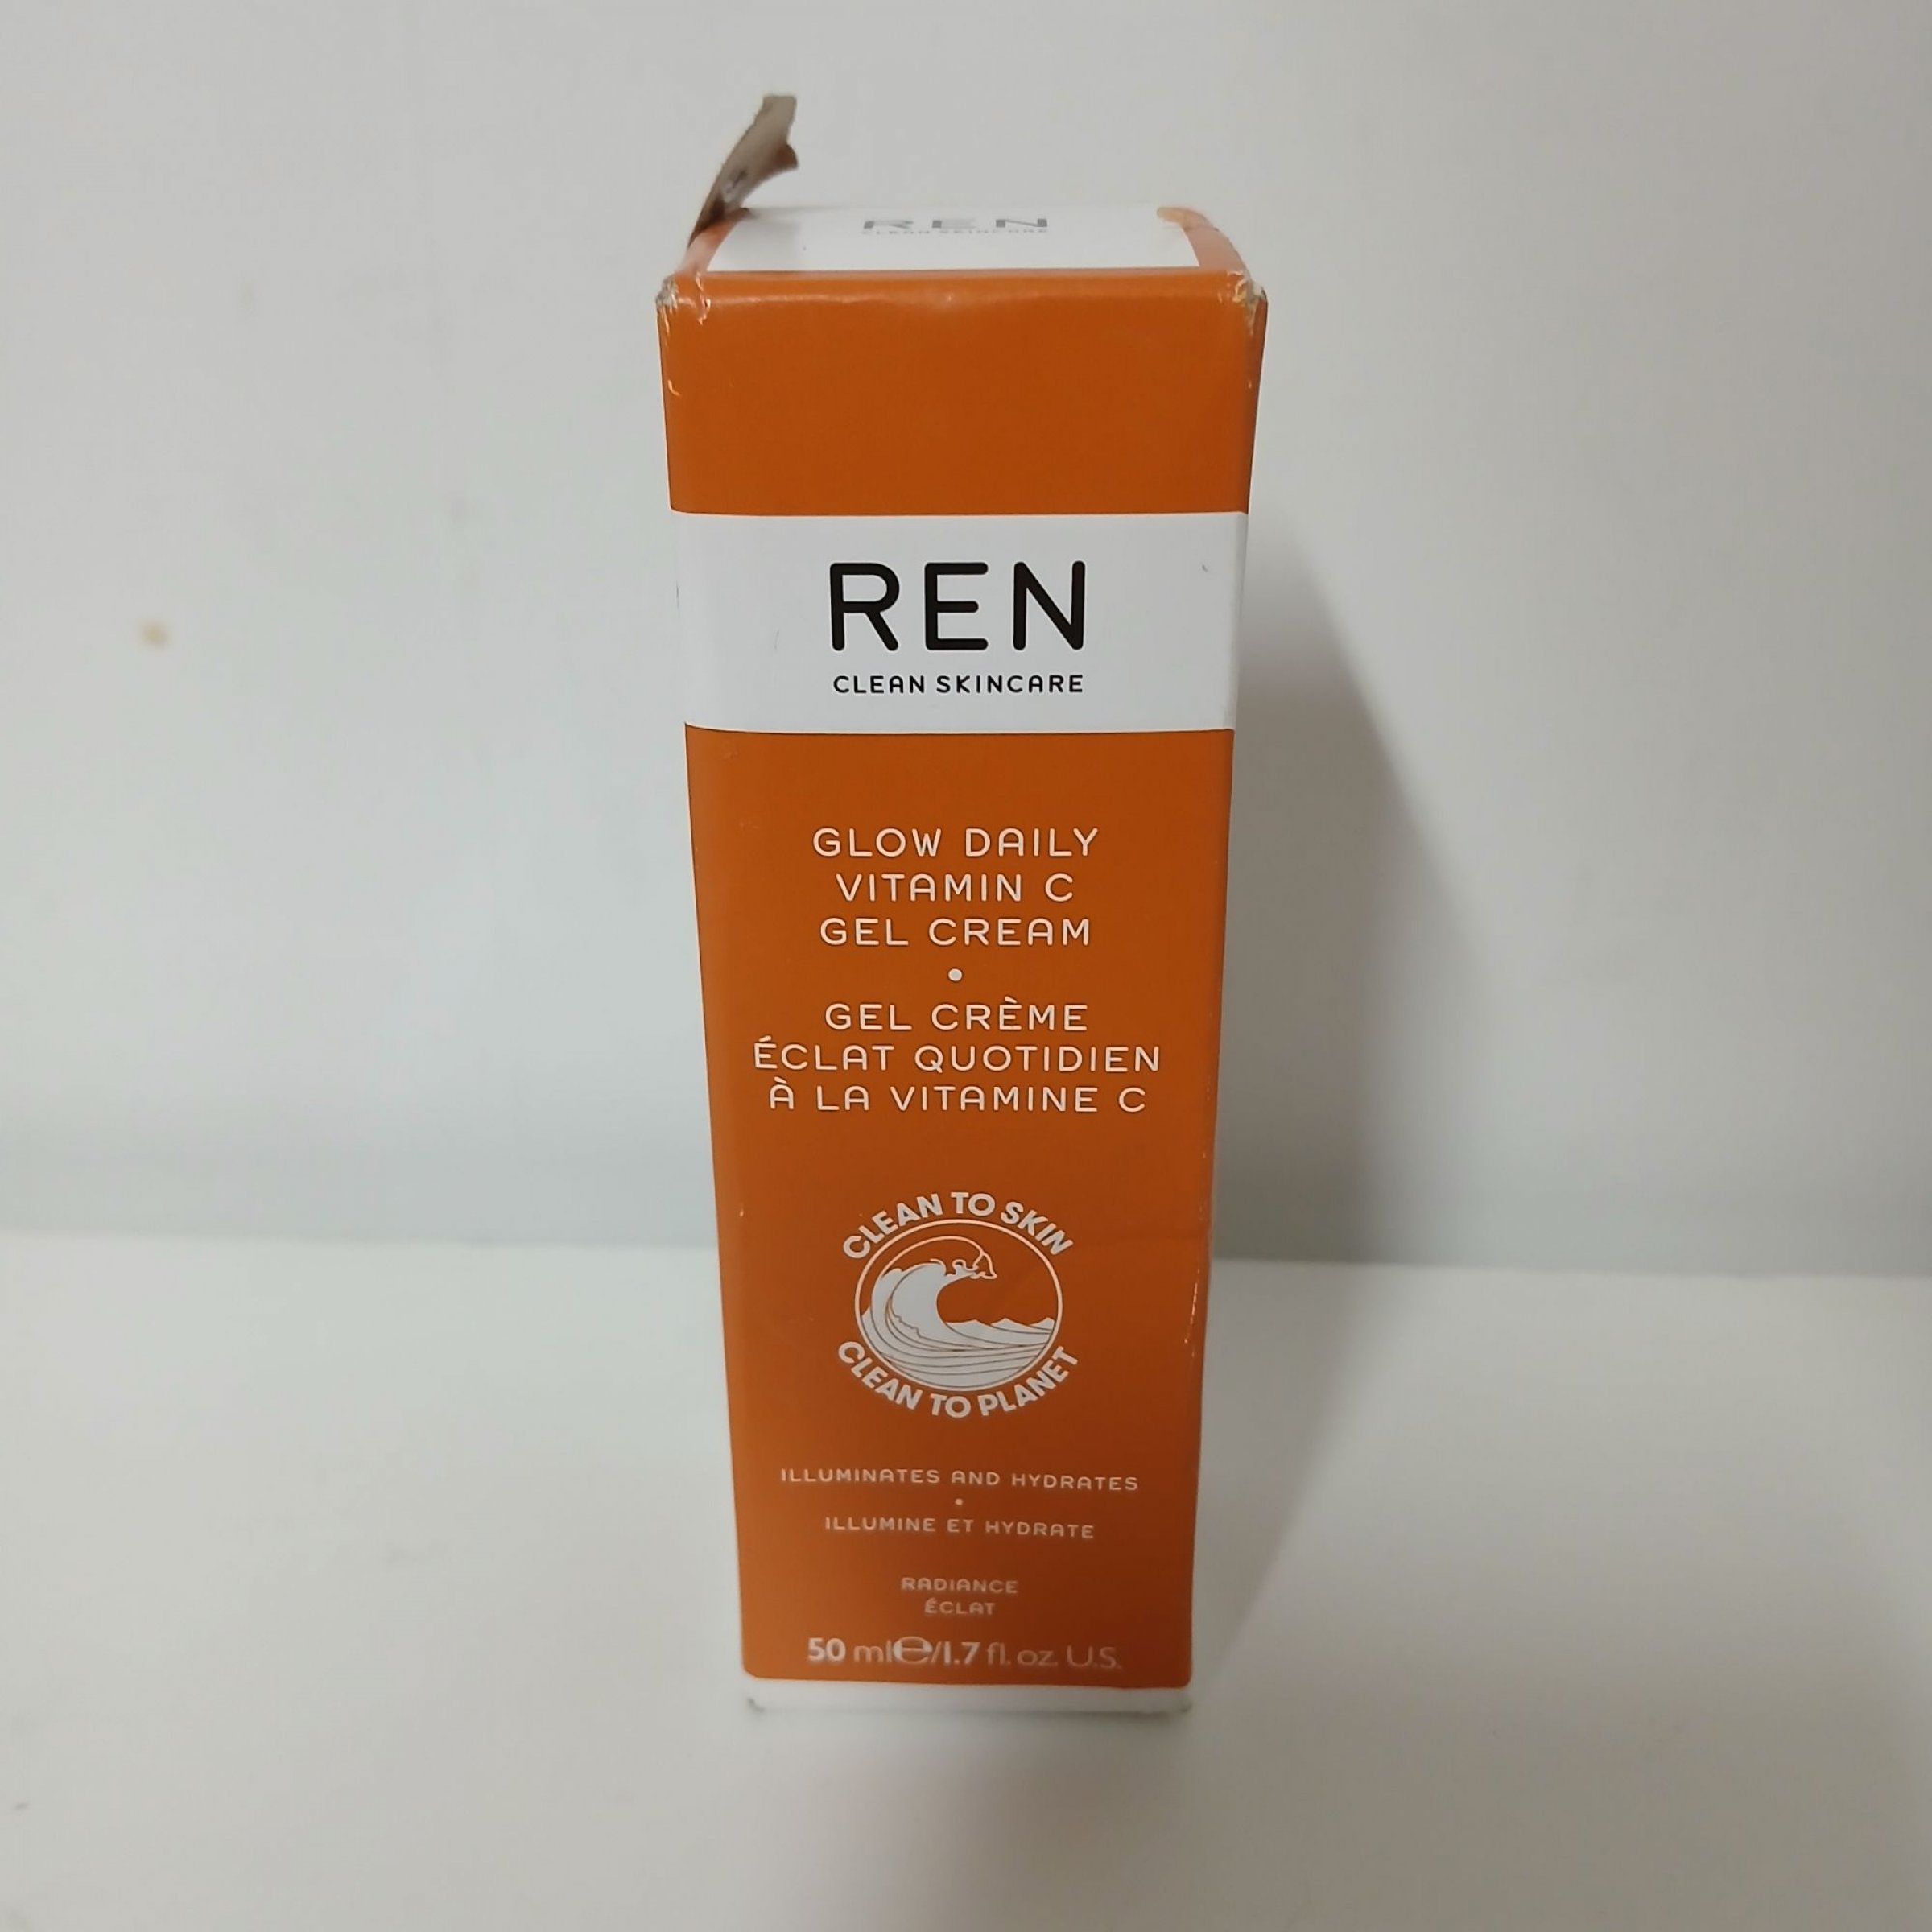 REN
CLEAN SKINCARE
REN
CLEAN SKINCARE
GLOW DAILY
VITAMIN C
GEL CREAM
•
GEL CRÈME
ÉCLAT QUOTIDIEN
À LA VITAMINE C
CLEAN TO SKIN
CLEAN TO PLANET
ILLUMINATES AND HYDRATES
•
ILLUMINE ET HYDRATE
RADIANCE
ÉCLAT
50 ml℮/1.7 fl. oz. U.S.